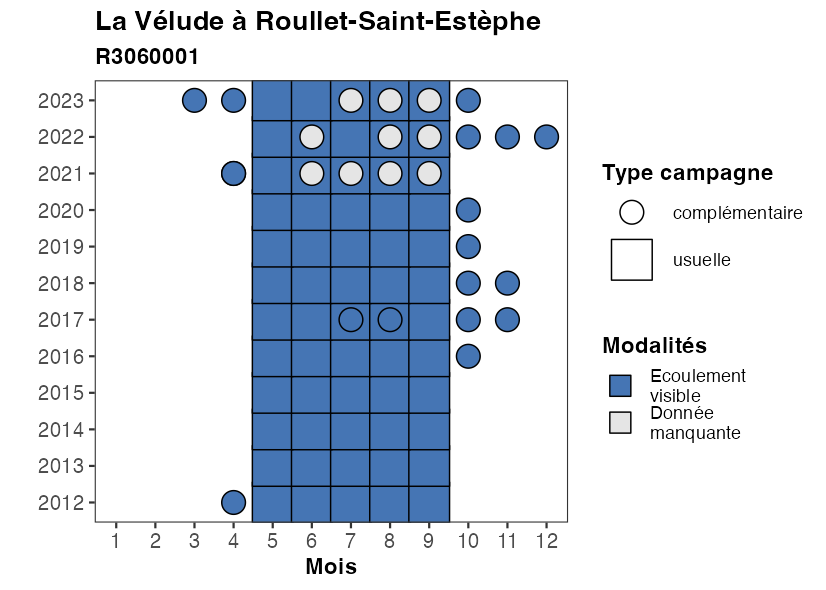 La Vélude à Roullet-Saint-Estèphe
R3060001
2023
2022
2021
2020
2019
2018
2017
2016
2015
2014
2013
2012
1 2 3 4 5 6 7 8 9 10 11 12
Mois
Type campagne
complémentaire
usuelle
Modalités
Ecoulement
visible
Donnée
manquante